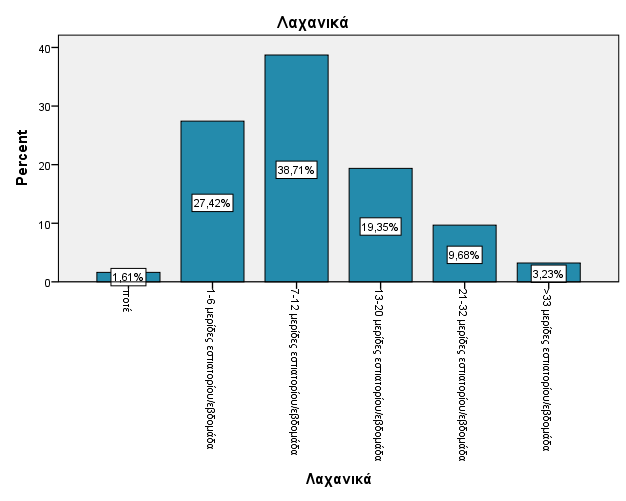 Λαχανικά
Percent
40
30
20
10
0
1,61%
27,42%
38,71%
19,35%
9,68%
3,23%
ποτέ
1-6 μερίδες εστιατορίου/εβδομάδα
7-12 μερίδες εστιατορίου/εβδομάδα
13-20 μερίδες εστιατορίου/εβδομάδα
21-32 μερίδες εστιατορίου/εβδομάδα
>33 μερίδες εστιατορίου/εβδομάδα
Λαχανικά